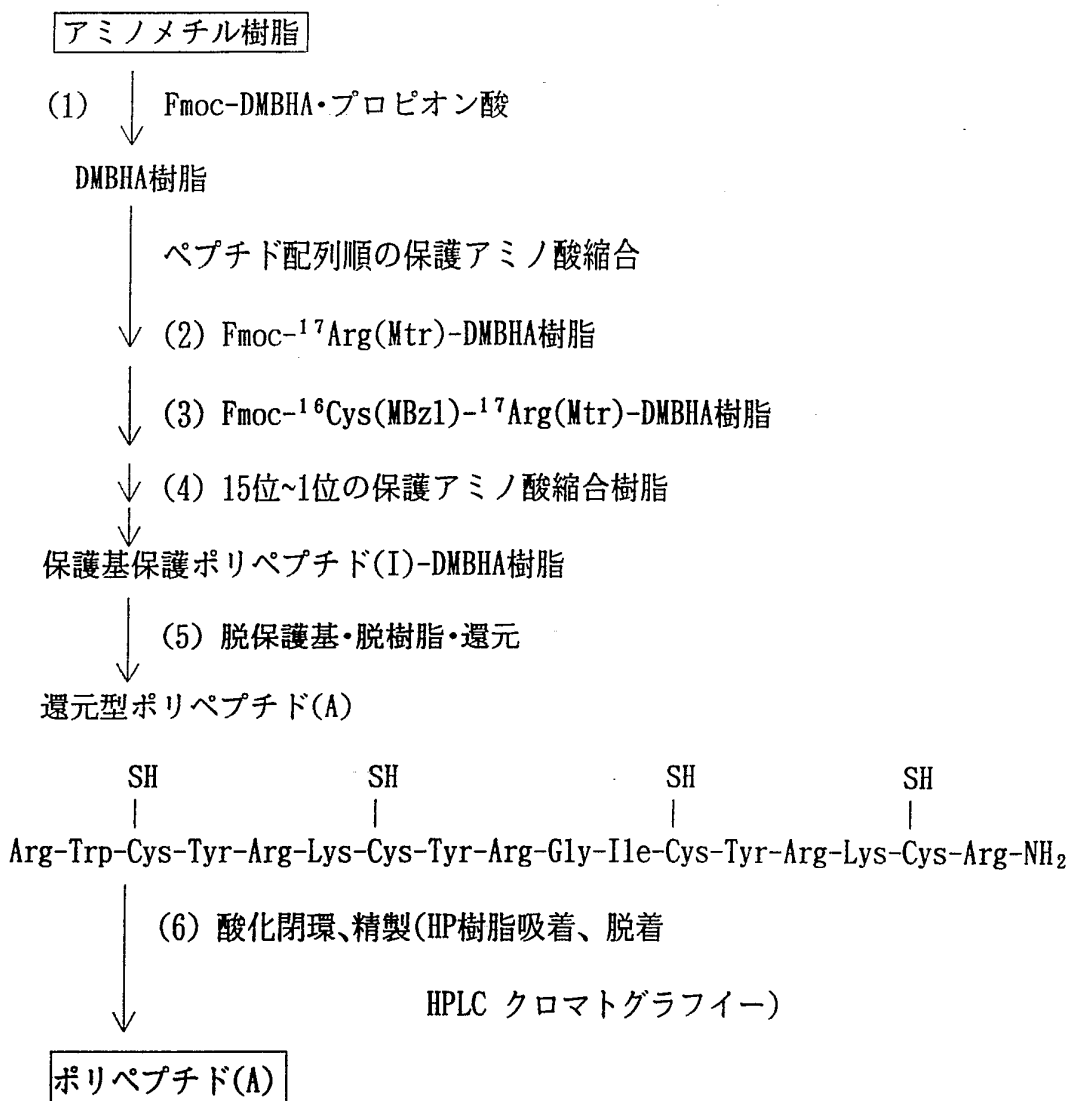 アミノメチル樹脂
(1) Fmoc-DMBHA・プロピオン酸
DMBHA樹脂
ペプチド配列順の保護アミノ酸縮合
(2) Fmoc-¹⁷Arg(Mtr)-DMBHA樹脂
(3) Fmoc-¹⁶Cys(MBzl)-¹⁷Arg(Mtr)-DMBHA樹脂
(4) 15位~1位の保護アミノ酸縮合樹脂
保護基保護ポリペプチド(I)-DMBHA樹脂
(5) 脱保護基・脱樹脂・還元
還元型ポリペプチド(A)
SH SH SH SH
Arg-Trp-Cys-Tyr-Arg-Lys-Cys-Tyr-Arg-Gly-Ile-Cys-Tyr-Arg-Lys-Cys-Arg-NH₂
(6) 酸化閉環、精製(HP樹脂吸着、脱着
HPLC クロマトグラフイー)
ポリペプチド(A)